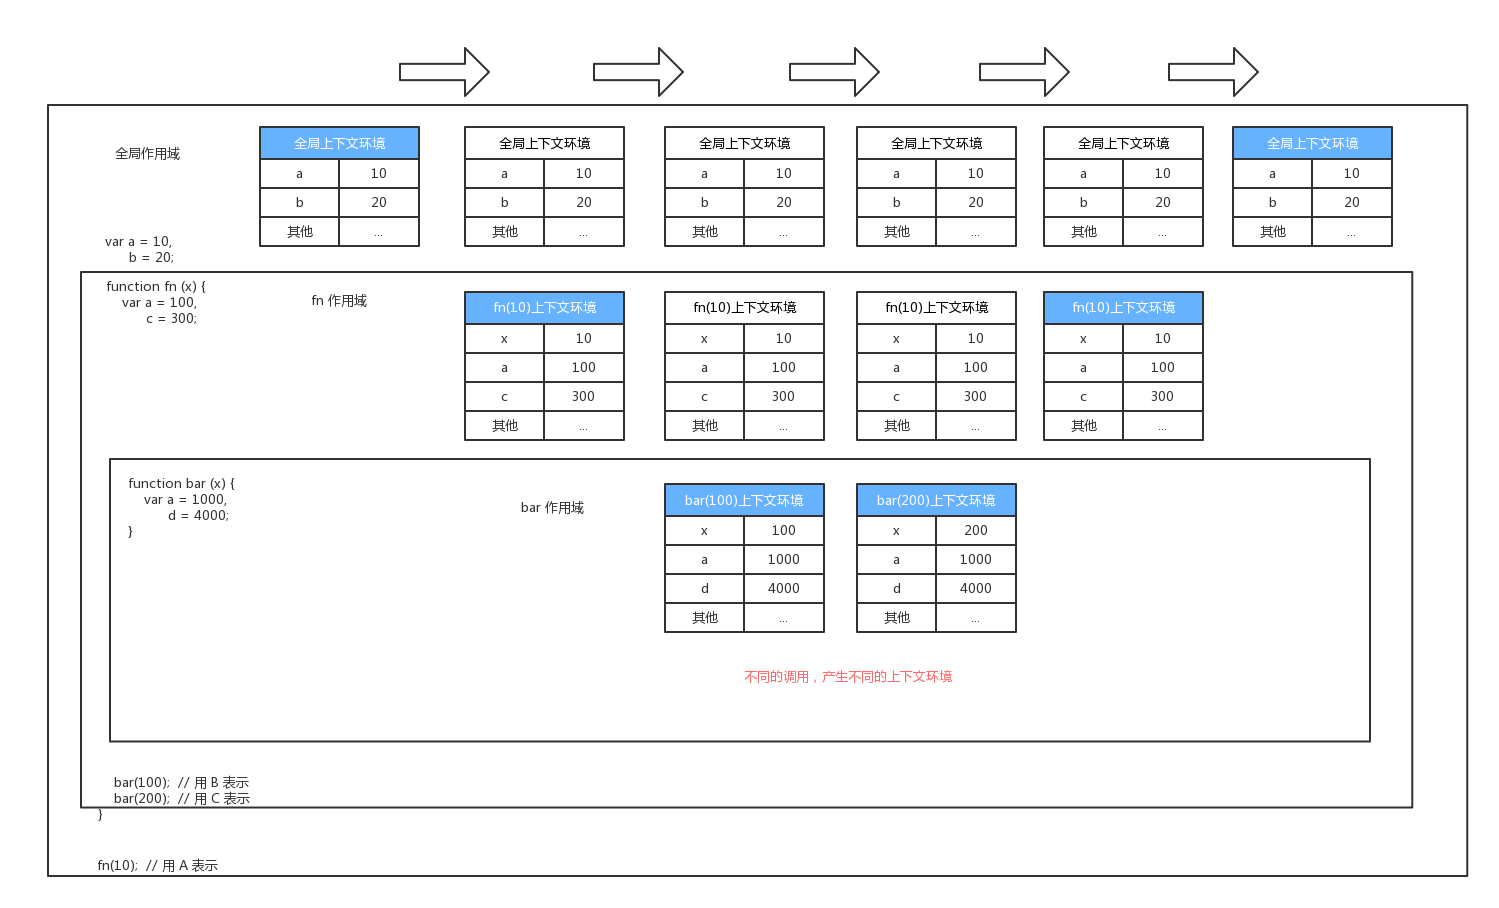 全局作用域
全局上下文环境 全局上下文环境 全局上下文环境 全局上下文环境 全局上下文环境 全局上下文环境
a 10 a 10 a 10 a 10 a 10 a 10
b 20 b 20 b 20 b 20 b 20 b 20
其他 ... 其他 ... 其他 ... 其他 ... 其他 ... 其他 ...
var a = 10,
b = 20;
function fn (x) {
var a = 100,
c = 300;
fn 作用域
fn(10)上下文环境 fn(10)上下文环境 fn(10)上下文环境 fn(10)上下文环境
x 10 x 10 x 10 x 10
a 100 a 100 a 100 a 100
c 300 c 300 c 300 c 300
其他 ... 其他 ... 其他 ... 其他 ...
function bar (x) {
var a = 1000,
d = 4000;
}
bar 作用域
bar(100)上下文环境 bar(200)上下文环境
x 100 x 200
a 1000 a 1000
d 4000 d 4000
其他 ... 其他 ...
不同的调用，产生不同的上下文环境
bar(100); // 用 B 表示
bar(200); // 用 C 表示
}
fn(10); // 用 A 表示